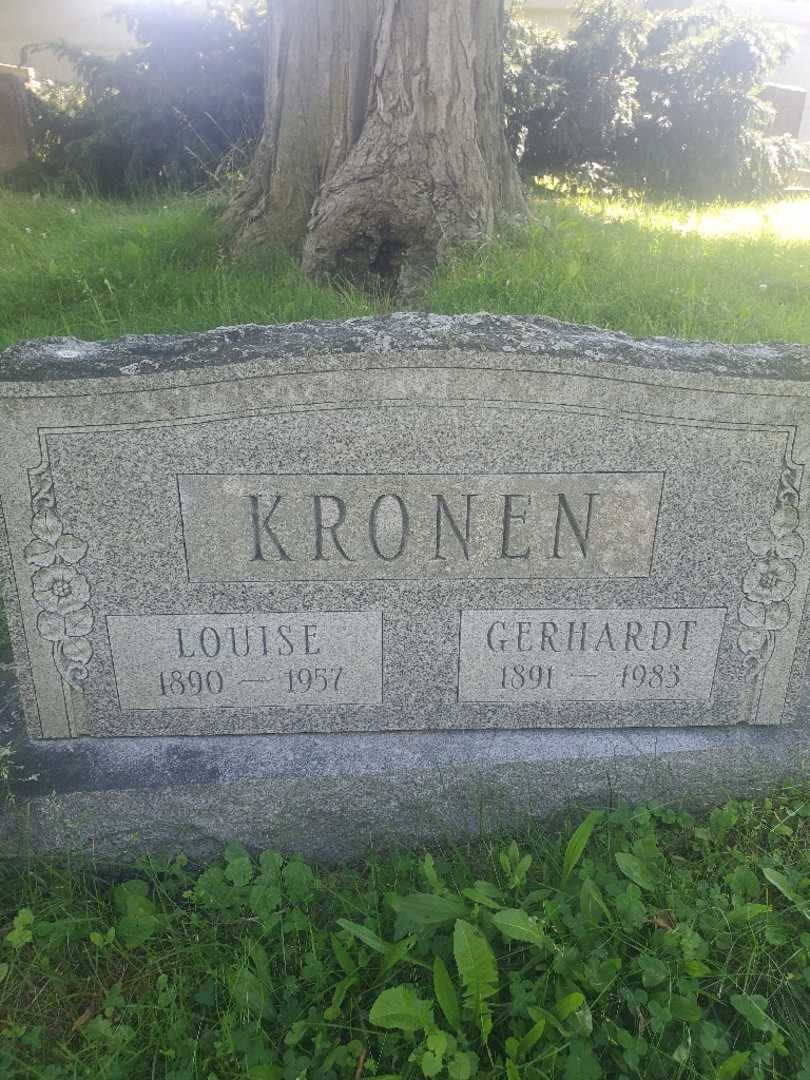 KRONEN
LOUISE
1890 — 1957
GERHARDT
1891 — 1983